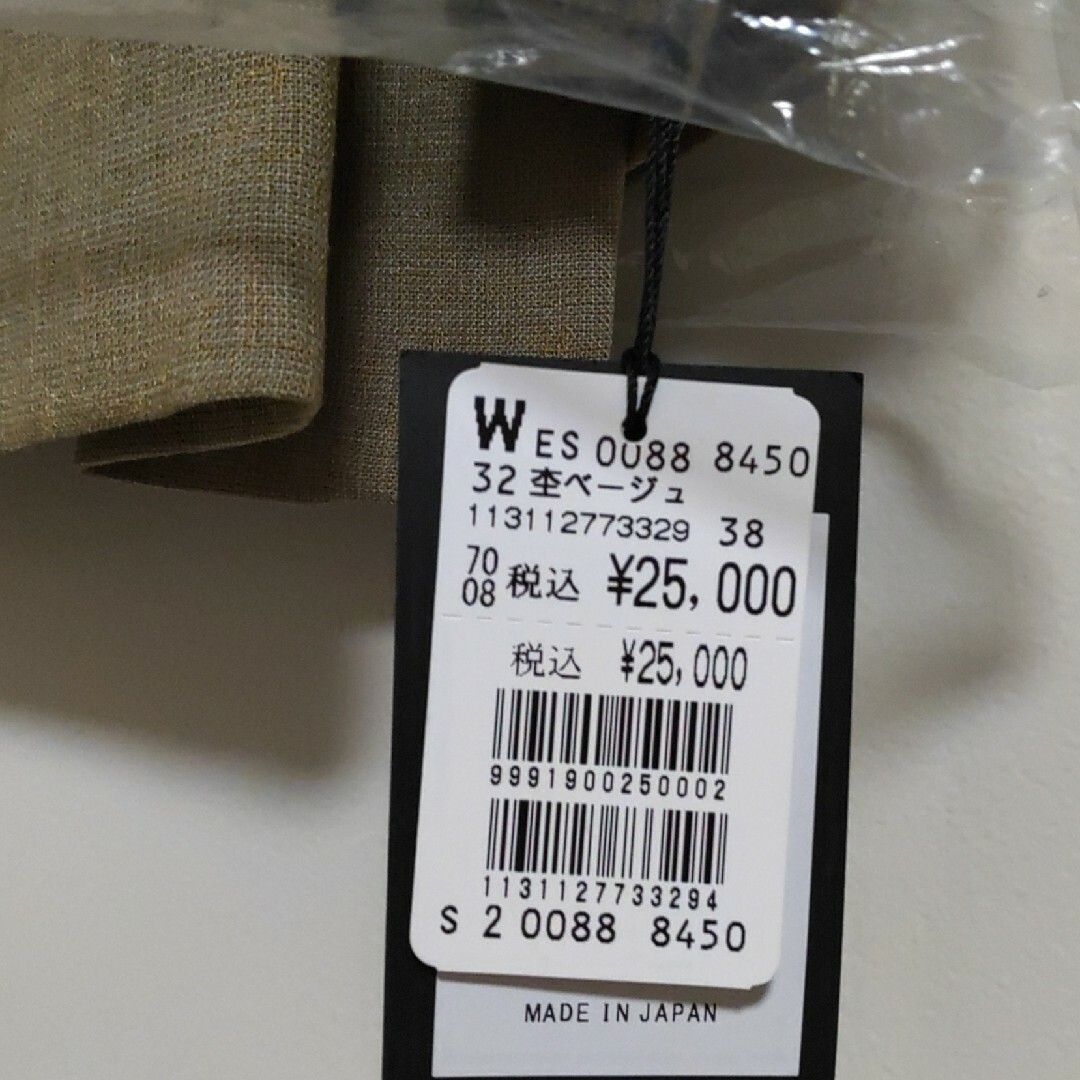 W ES 0088 8450
32 杢ベージュ
113112773329 38
70
08 税込 ¥25,000
税込 ¥25,000
9991900250002
1131127733294
S 2 0088 8450
MADE IN JAPAN